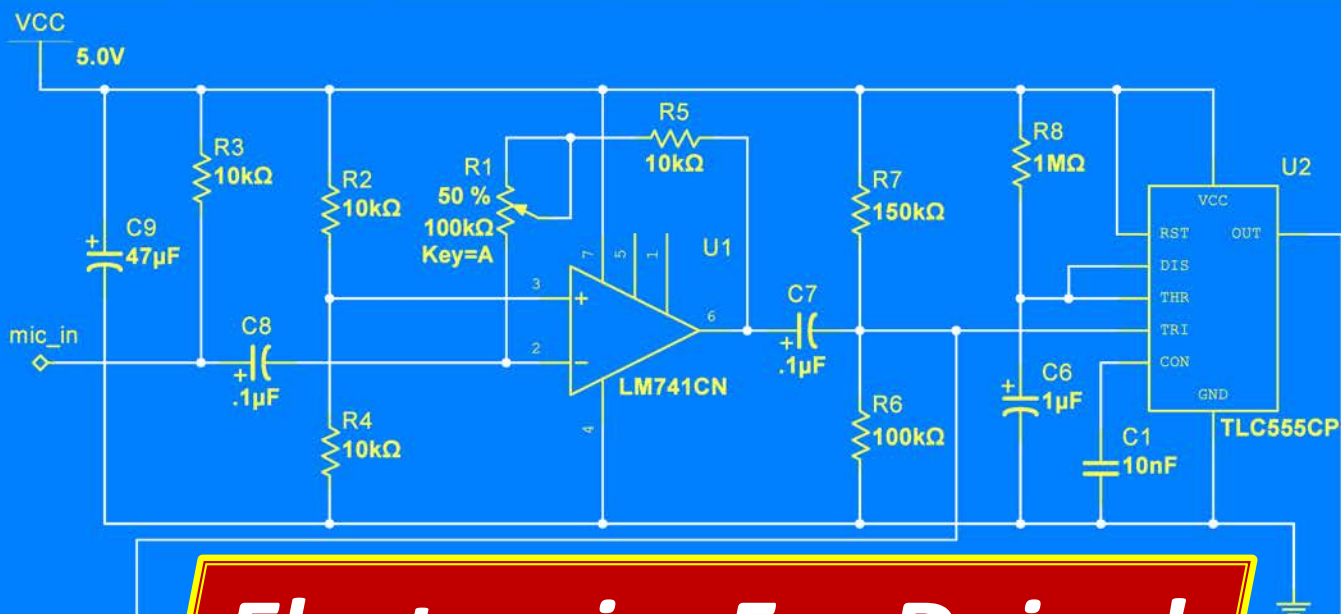 VCC
5.0V
R3
10kΩ
R2
10kΩ
R1
50 %
100kΩ
Key=A
R5
10kΩ
R7
150kΩ
R8
1MΩ
U2
VCC
RST OUT
DIS
THR
TRI
CON
GND
TLC555CP
C9
+
47µF
mic_in
C8
+
.1µF
7
5
1
U1
3
+
2
−
6
4
LM741CN
C7
+
.1µF
R4
10kΩ
R6
100kΩ
C6
+
1µF
C1
10nF
Electronics For